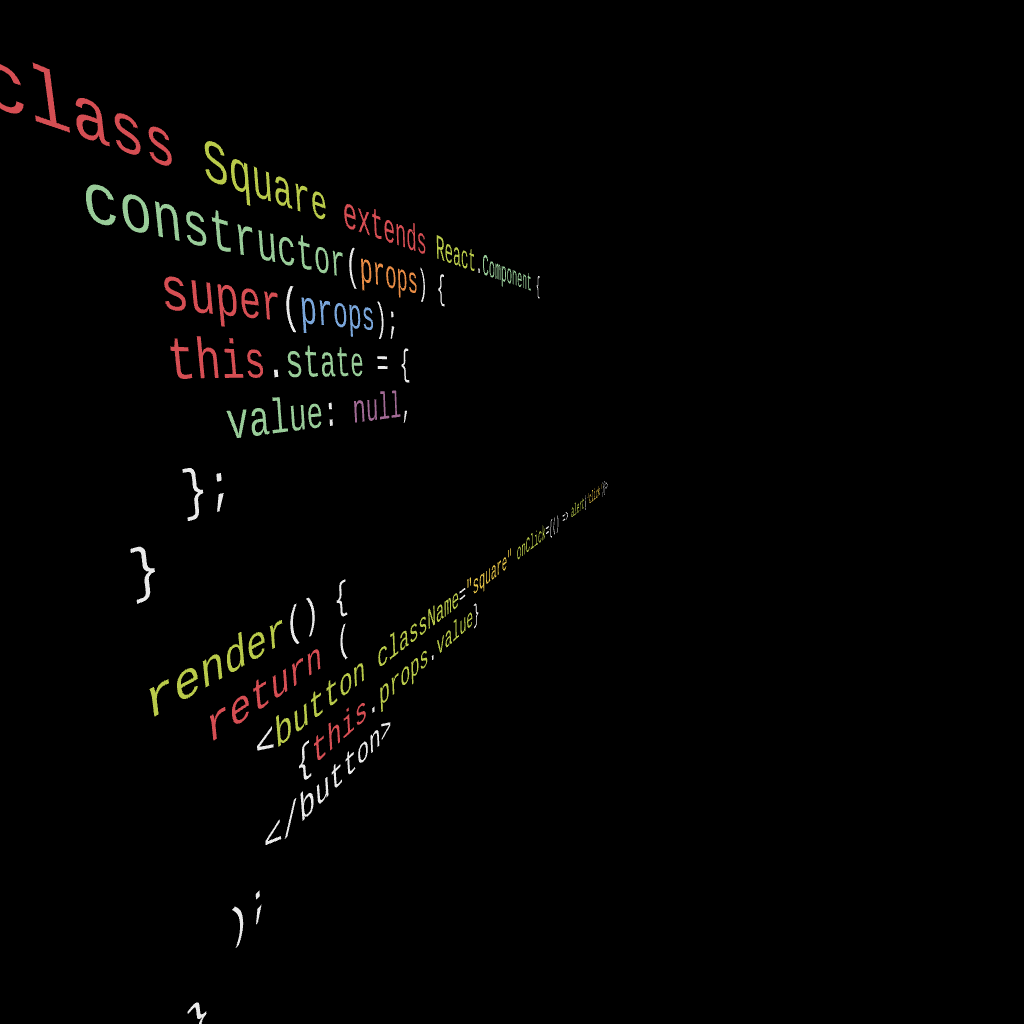 class Square extends React.Component {
constructor(props) {
super(props);
this.state = {
value: null,
};
}
render() {
return (
<button className="square" onClick={() => alert('click')}>
{this.props.value}
</button>
);
}